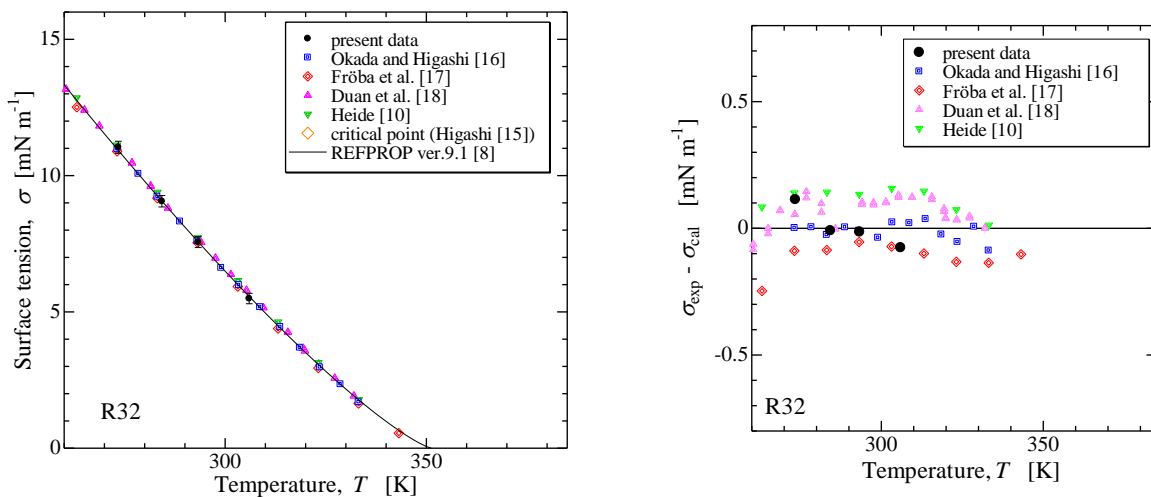 15
10
5
0
Surface tension, σ [mN m-1]
present data
Okada and Higashi [16]
Fröba et al. [17]
Duan et al. [18]
Heide [10]
critical point (Higashi [15])
REFPROP ver.9.1 [8]
R32
300
350
Temperature, T [K]
0.5
0
-0.5
σexp - σcal [mN m-1]
present data
Okada and Higashi [16]
Fröba et al. [17]
Duan et al. [18]
Heide [10]
R32
300
350
Temperature, T [K]